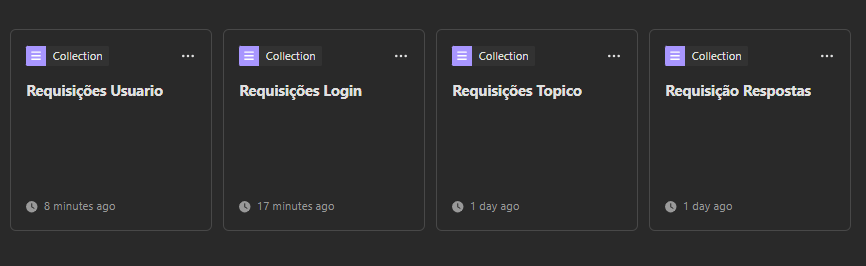 Collection
Requisições Usuario
8 minutes ago
Collection
Requisições Login
17 minutes ago
Collection
Requisições Topico
1 day ago
Collection
Requisição Respostas
1 day ago